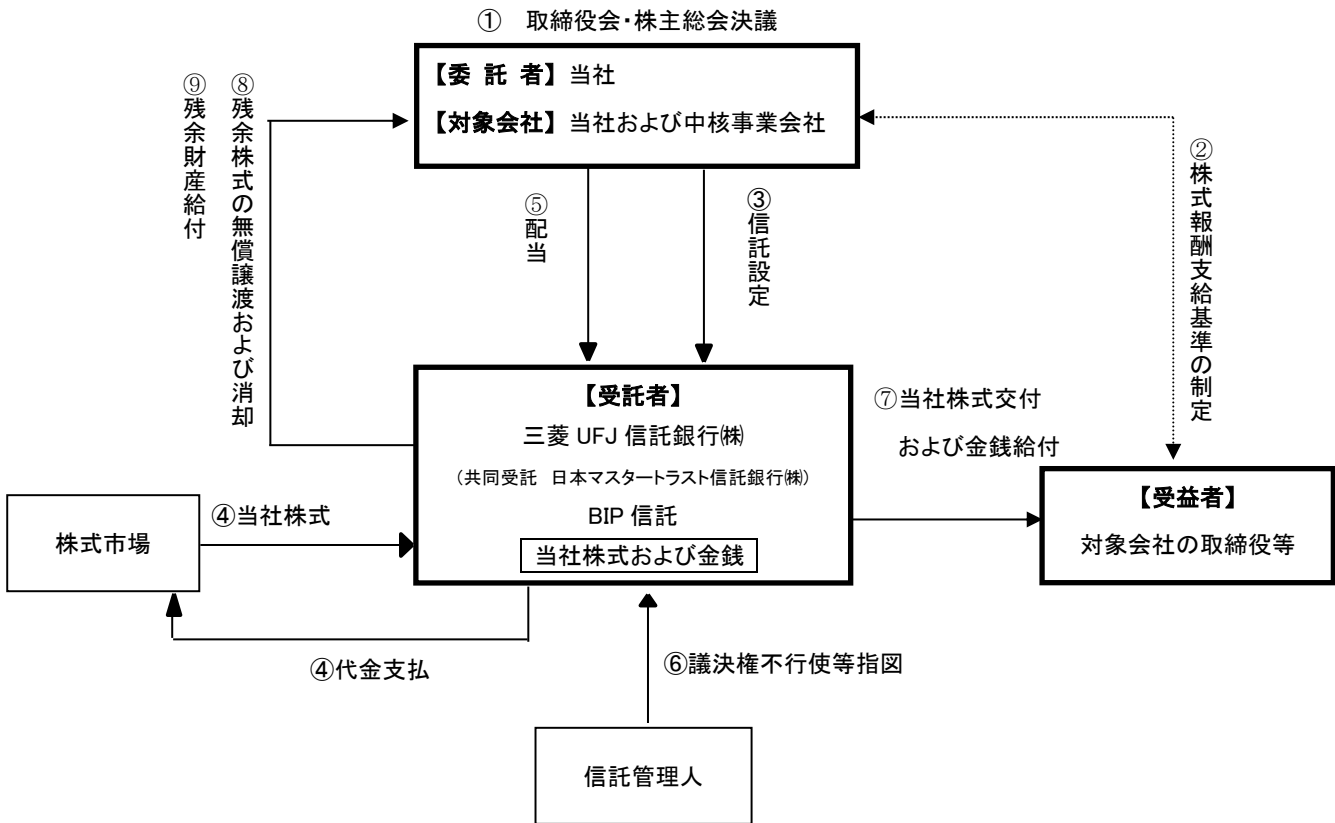 ① 取締役会・株主総会決議
【委 託 者】 当社
【対象会社】 当社および中核事業会社
⑨残余財産給付
⑧残余株式の無償譲渡および消却
⑤配当
③信託設定
②株式報酬支給基準の制定
【受託者】
三菱 UFJ 信託銀行㈱
(共同受託 日本マスタートラスト信託銀行㈱)
BIP 信託
当社株式および金銭
⑦当社株式交付
および金銭給付
【受益者】
対象会社の取締役等
株式市場
④当社株式
④代金支払
⑥議決権不行使等指図
信託管理人